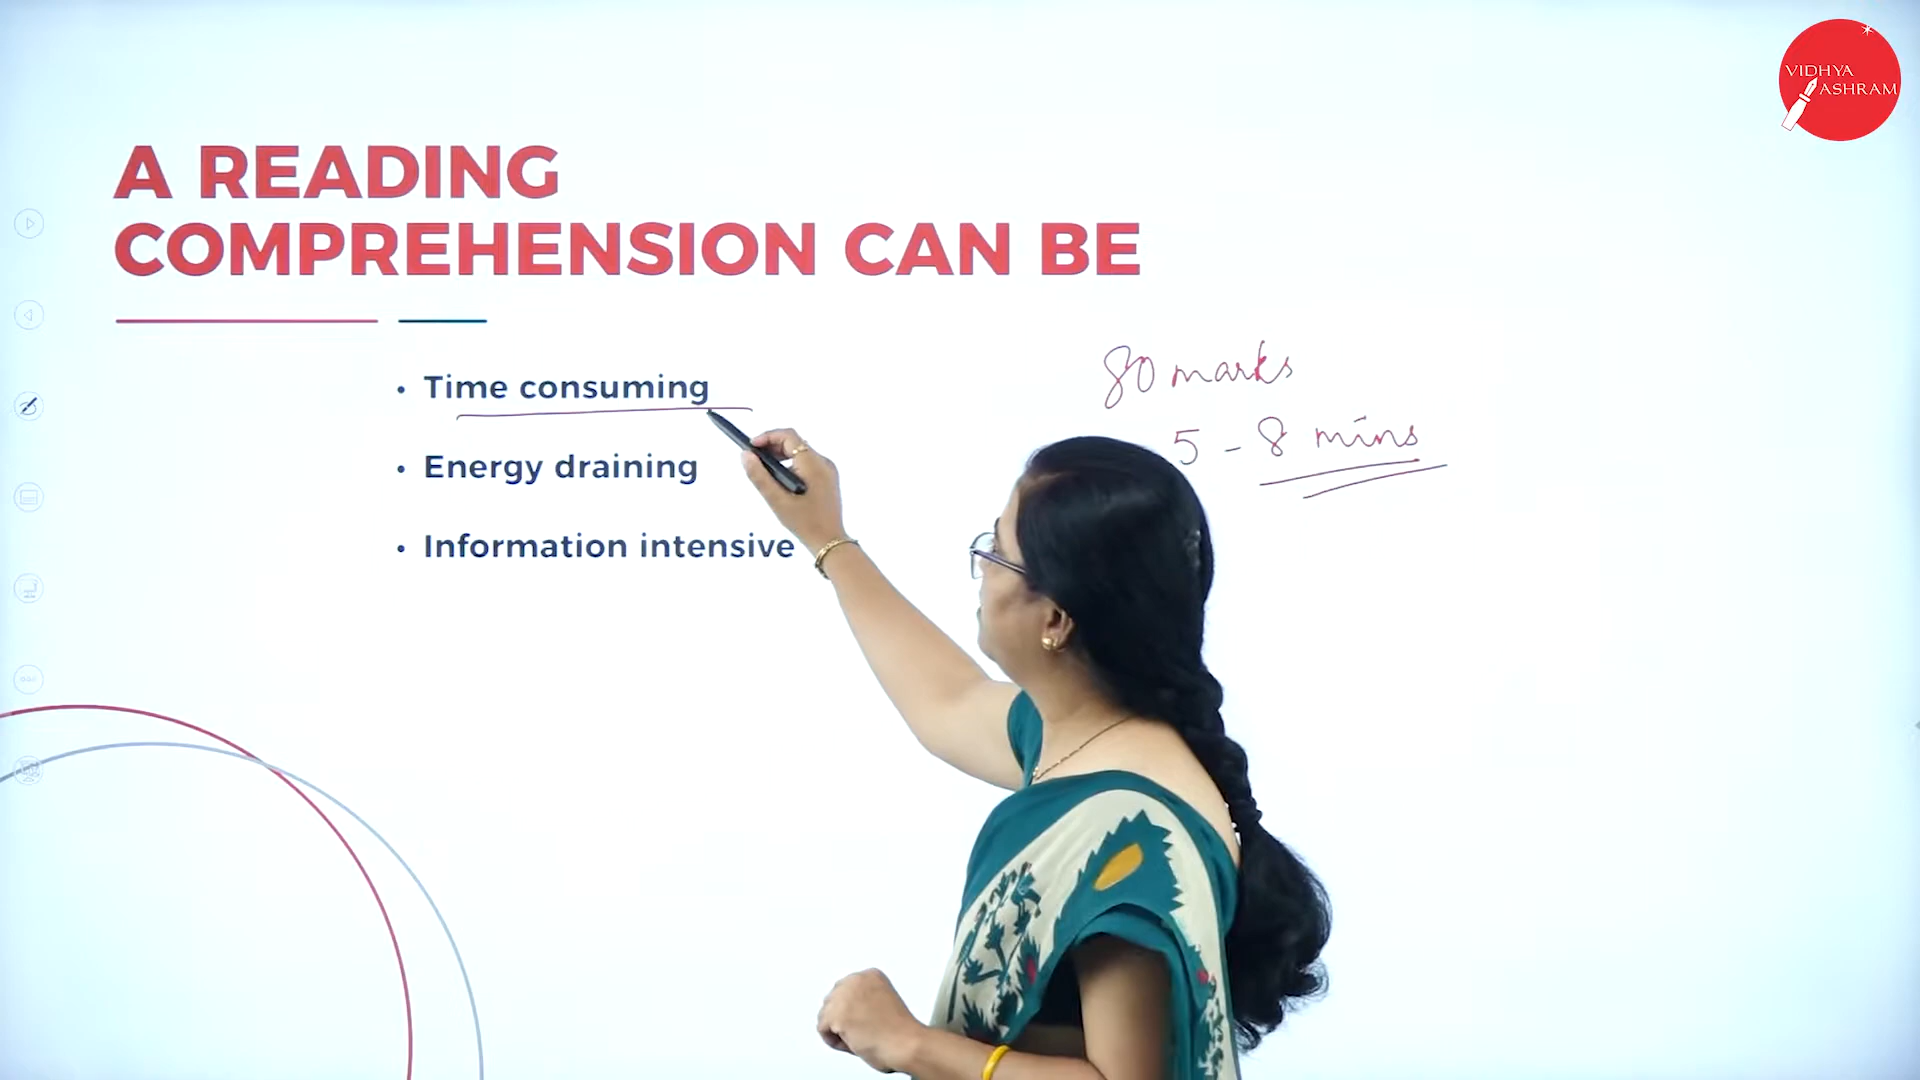 VIDHYA
ASHRAM
A READING
COMPREHENSION CAN BE
• Time consuming
• Energy draining
• Information intensive
80 marks
5 - 8 mins